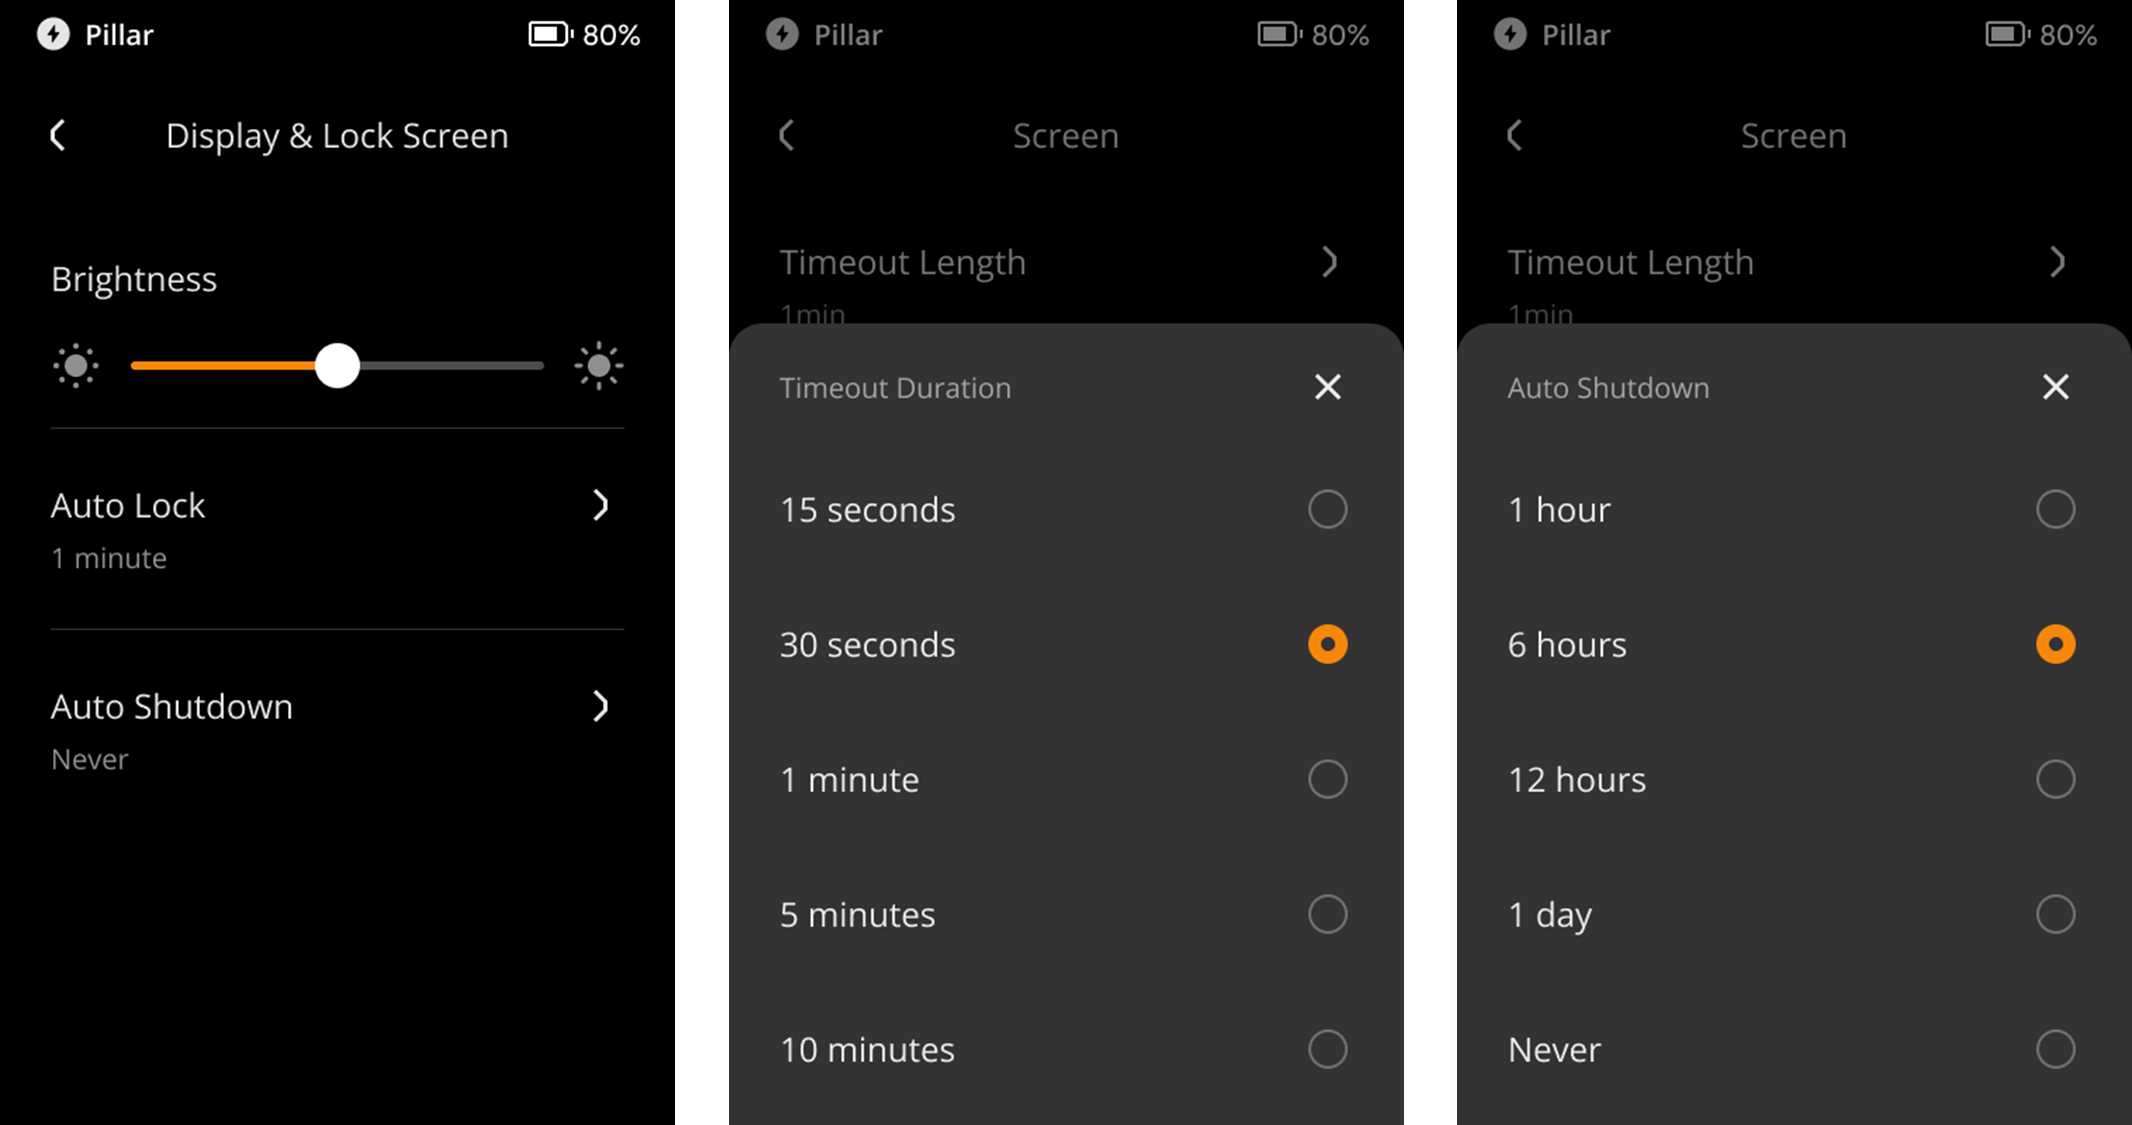 Pillar
80%
Display & Lock Screen
Brightness
Auto Lock
1 minute
Auto Shutdown
Never
Pillar
80%
Screen
Timeout Length
1min
Timeout Duration
15 seconds
30 seconds
1 minute
5 minutes
10 minutes
Pillar
80%
Screen
Timeout Length
1min
Auto Shutdown
1 hour
6 hours
12 hours
1 day
Never